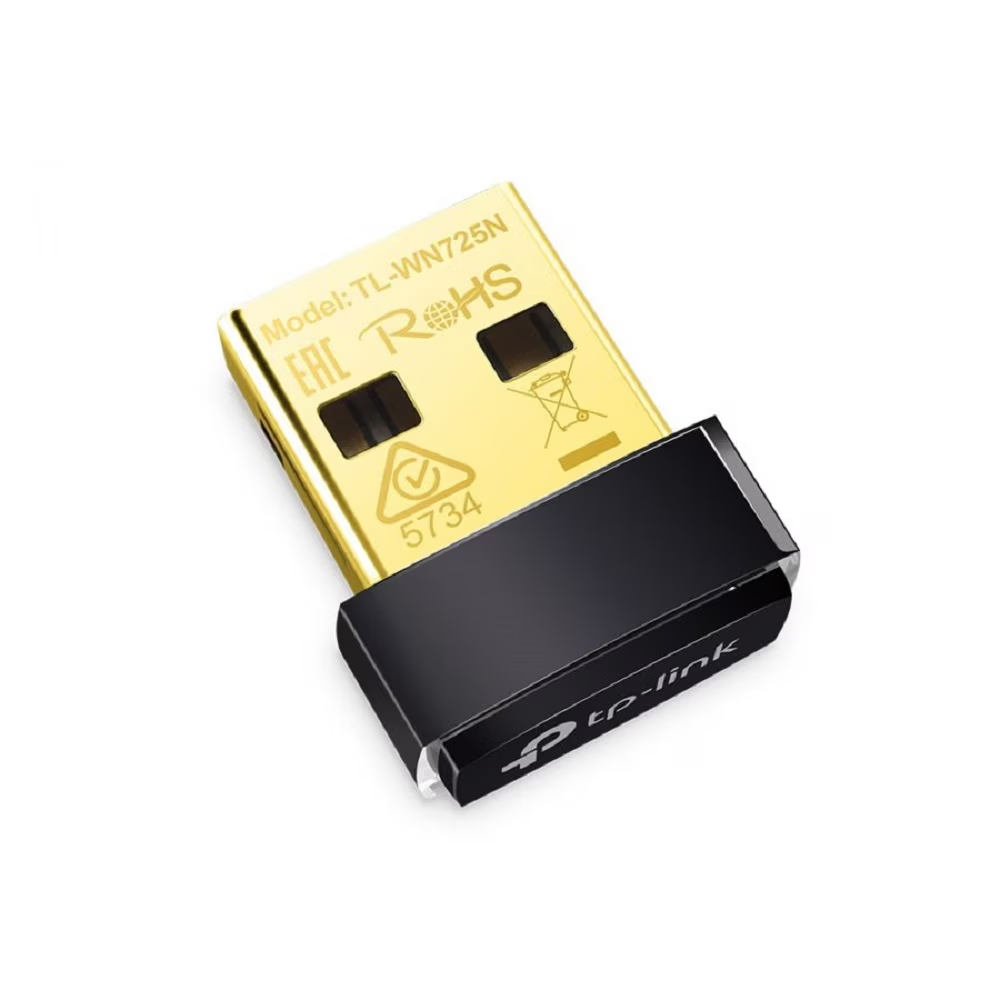 Model: TL-WN725N
EAC RoHS
5734
tp-link